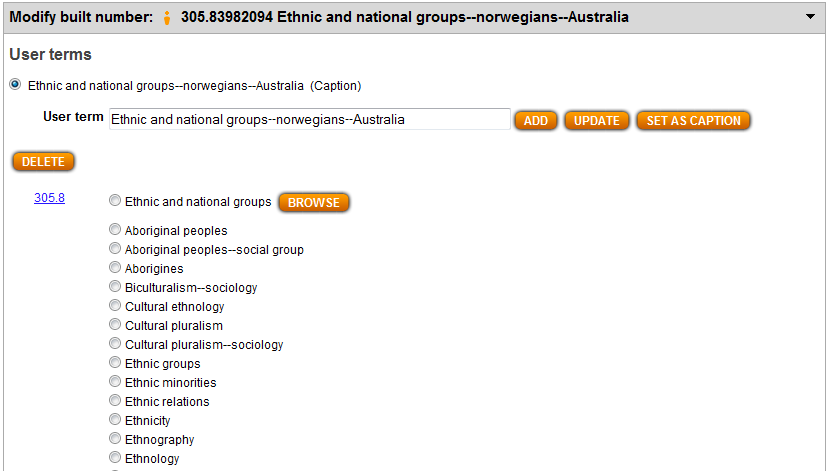 Modify built number: 305.83982094 Ethnic and national groups--norwegians--Australia
User terms
Ethnic and national groups--norwegians--Australia (Caption)
User term Ethnic and national groups--norwegians--Australia ADD UPDATE SET AS CAPTION
DELETE
305.8 Ethnic and national groups BROWSE
Aboriginal peoples
Aboriginal peoples--social group
Aborigines
Biculturalism--sociology
Cultural ethnology
Cultural pluralism
Cultural pluralism--sociology
Ethnic groups
Ethnic minorities
Ethnic relations
Ethnicity
Ethnography
Ethnology